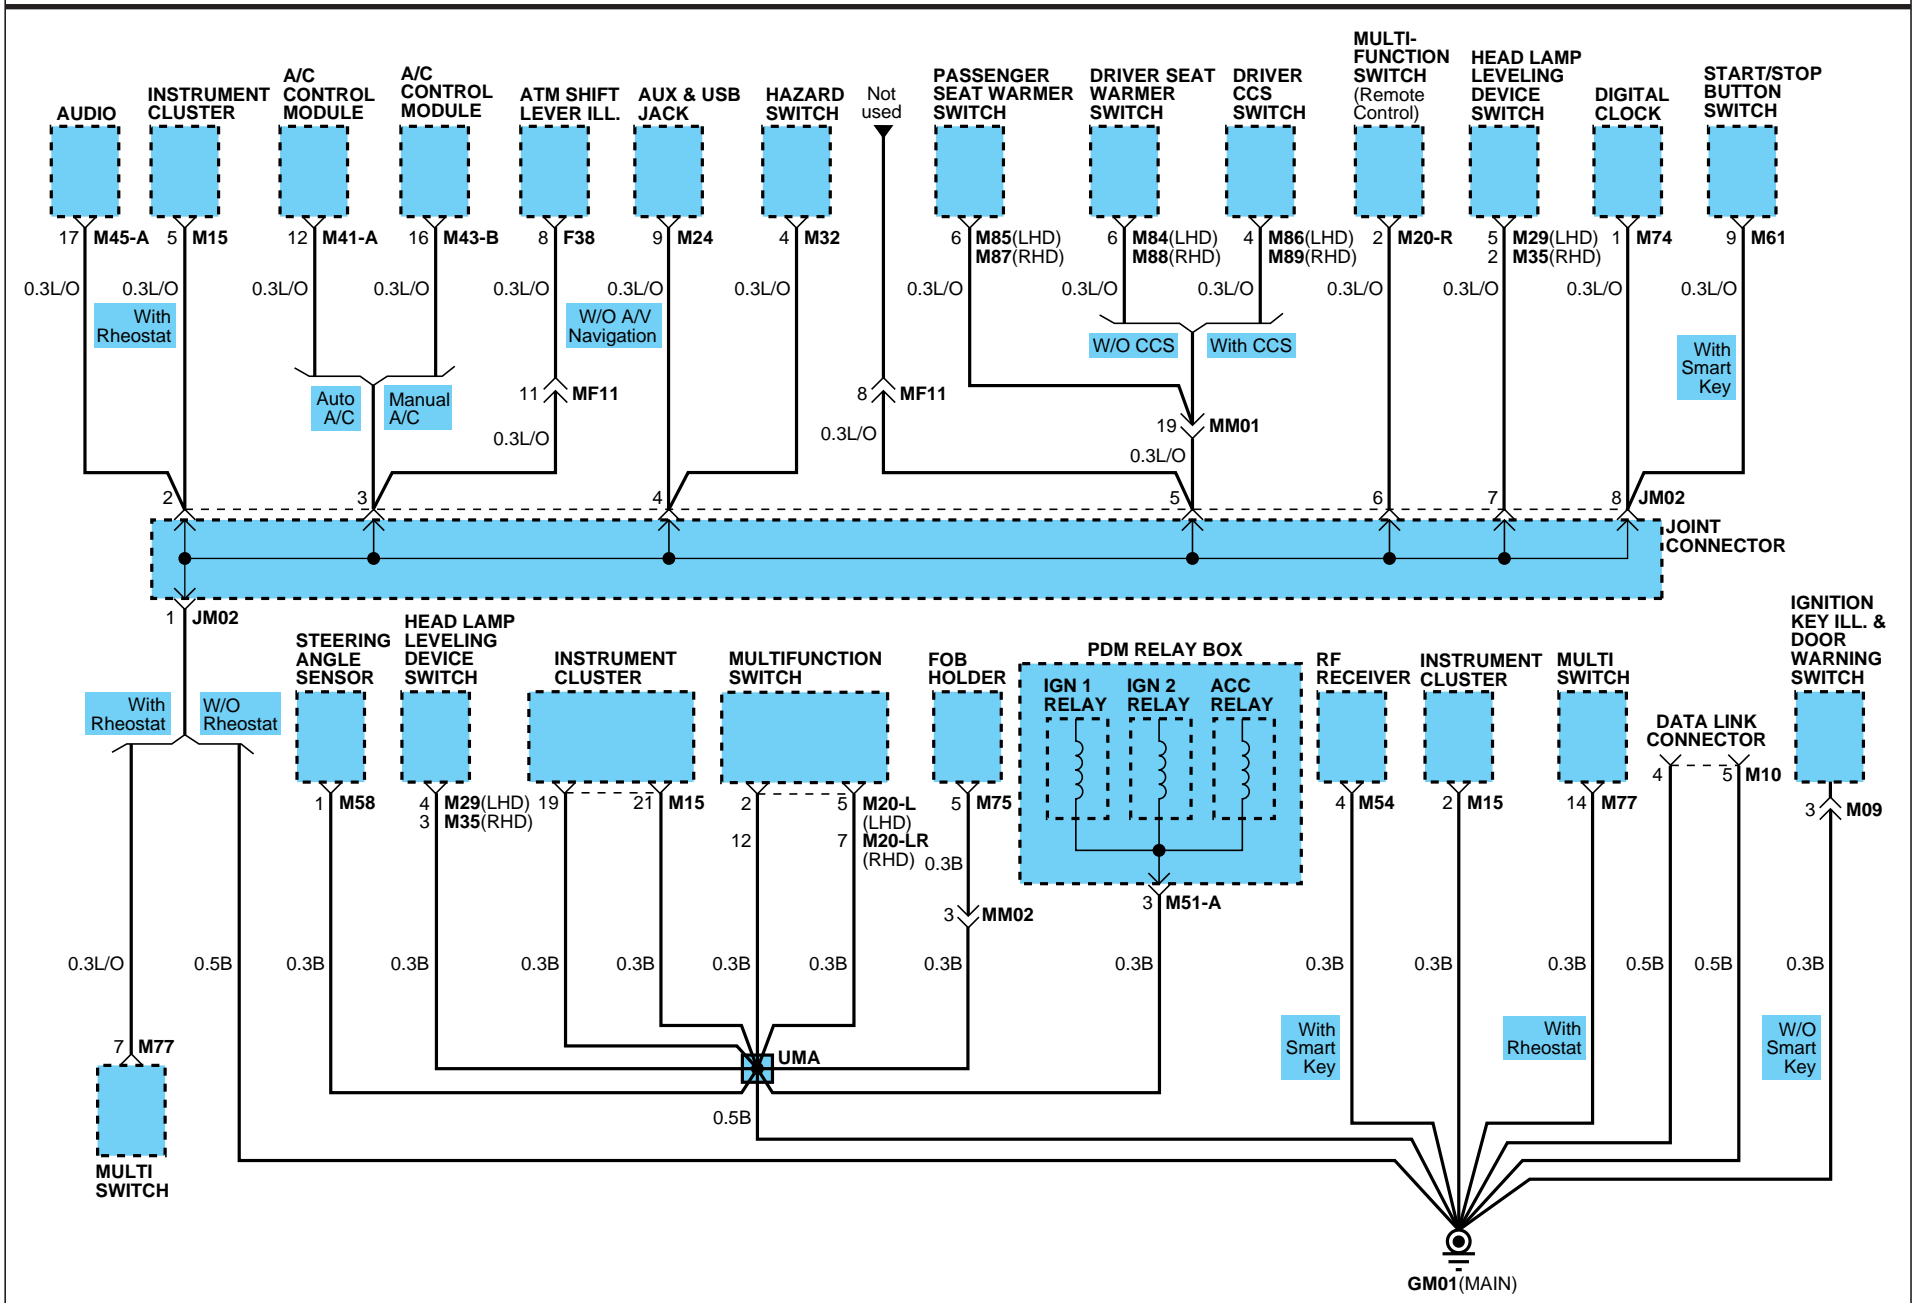 AUDIO
INSTRUMENT
CLUSTER
A/C
CONTROL
MODULE
A/C
CONTROL
MODULE
ATM SHIFT
LEVER ILL.
AUX & USB
JACK
HAZARD
SWITCH
Not
used
PASSENGER
SEAT WARMER
SWITCH
DRIVER SEAT
WARMER
SWITCH
DRIVER
CCS
SWITCH
MULTI-
FUNCTION
SWITCH
(Remote
Control)
HEAD LAMP
LEVELING
DEVICE
SWITCH
DIGITAL
CLOCK
START/STOP
BUTTON
SWITCH
17 M45-A
5 M15
12 M41-A
16 M43-B
8 F38
9 M24
4 M32
6 M85(LHD)
M87(RHD)
6 M84(LHD)
M88(RHD)
4 M86(LHD)
M89(RHD)
2 M20-R
5 M29(LHD)
2 M35(RHD)
1 M74
9 M61
0.3L/O
0.3L/O
0.3L/O
0.3L/O
0.3L/O
0.3L/O
0.3L/O
0.3L/O
0.3L/O
0.3L/O
0.3L/O
0.3L/O
0.3L/O
0.3L/O
With
Rheostat
W/O A/V
Navigation
W/O CCS
With CCS
With
Smart
Key
Auto
A/C
Manual
A/C
11 MF11
8 MF11
19 MM01
0.3L/O
0.3L/O
0.3L/O
2
3
4
5
6
7
8 JM02
JOINT
CONNECTOR
1 JM02
With
Rheostat
W/O
Rheostat
STEERING
ANGLE
SENSOR
HEAD LAMP
LEVELING
DEVICE
SWITCH
INSTRUMENT
CLUSTER
MULTIFUNCTION
SWITCH
FOB
HOLDER
PDM RELAY BOX
IGN 1
RELAY
IGN 2
RELAY
ACC
RELAY
RF
RECEIVER
INSTRUMENT
CLUSTER
MULTI
SWITCH
DATA LINK
CONNECTOR
IGNITION
KEY ILL. &
DOOR
WARNING
SWITCH
1 M58
4 M29(LHD)
3 M35(RHD)
19
21 M15
2
5 M20-L
(LHD)
12
7 M20-LR
(RHD)
5 M75
0.3B
3 MM02
3 M51-A
4 M54
2 M15
14 M77
4
5 M10
3 M09
0.3L/O
0.5B
0.3B
0.3B
0.3B
0.3B
0.3B
0.3B
0.3B
0.3B
0.3B
0.3B
0.3B
0.5B
0.5B
0.3B
With
Smart
Key
With
Rheostat
W/O
Smart
Key
7 M77
MULTI
SWITCH
UMA
0.5B
GM01(MAIN)